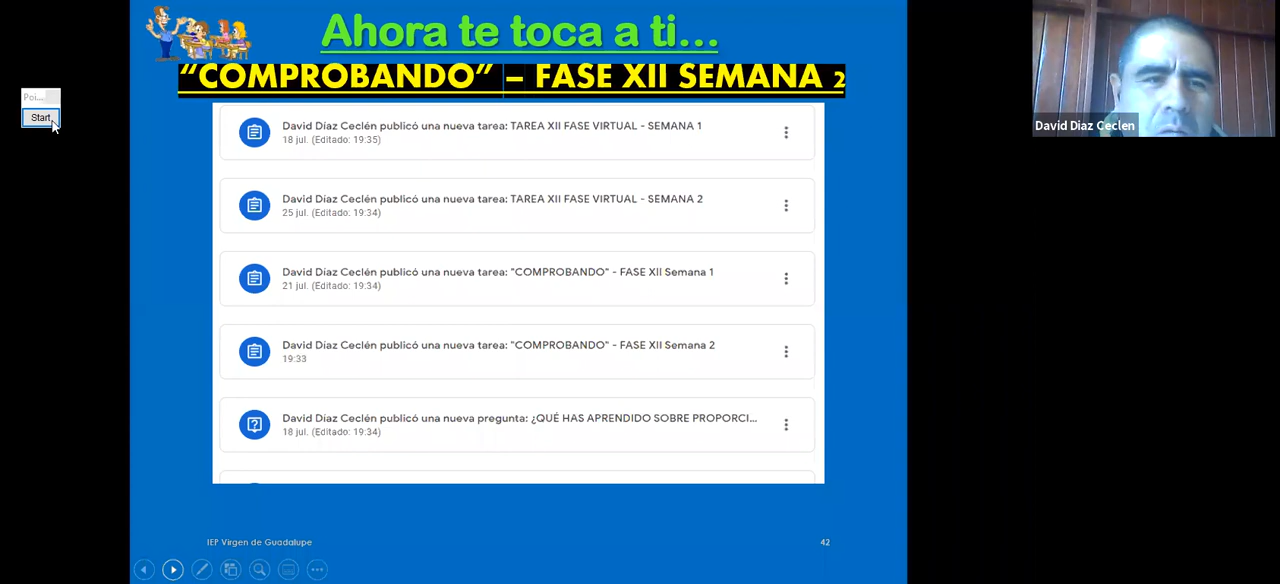 Ahora te toca a ti...
“COMPROBANDO” – FASE XII SEMANA 2
Poi...
Start
David Díaz Ceclén publicó una nueva tarea: TAREA XII FASE VIRTUAL - SEMANA 1
18 jul. (Editado: 19:35)
David Díaz Ceclén publicó una nueva tarea: TAREA XII FASE VIRTUAL - SEMANA 2
25 jul. (Editado: 19:34)
David Díaz Ceclén publicó una nueva tarea: "COMPROBANDO" - FASE XII Semana 1
21 jul. (Editado: 19:34)
David Díaz Ceclén publicó una nueva tarea: "COMPROBANDO" - FASE XII Semana 2
19:33
David Díaz Ceclén publicó una nueva pregunta: ¿QUÉ HAS APRENDIDO SOBRE PROPORCI...
18 jul. (Editado: 19:34)
IEP Virgen de Guadalupe
42
David Diaz Ceclen